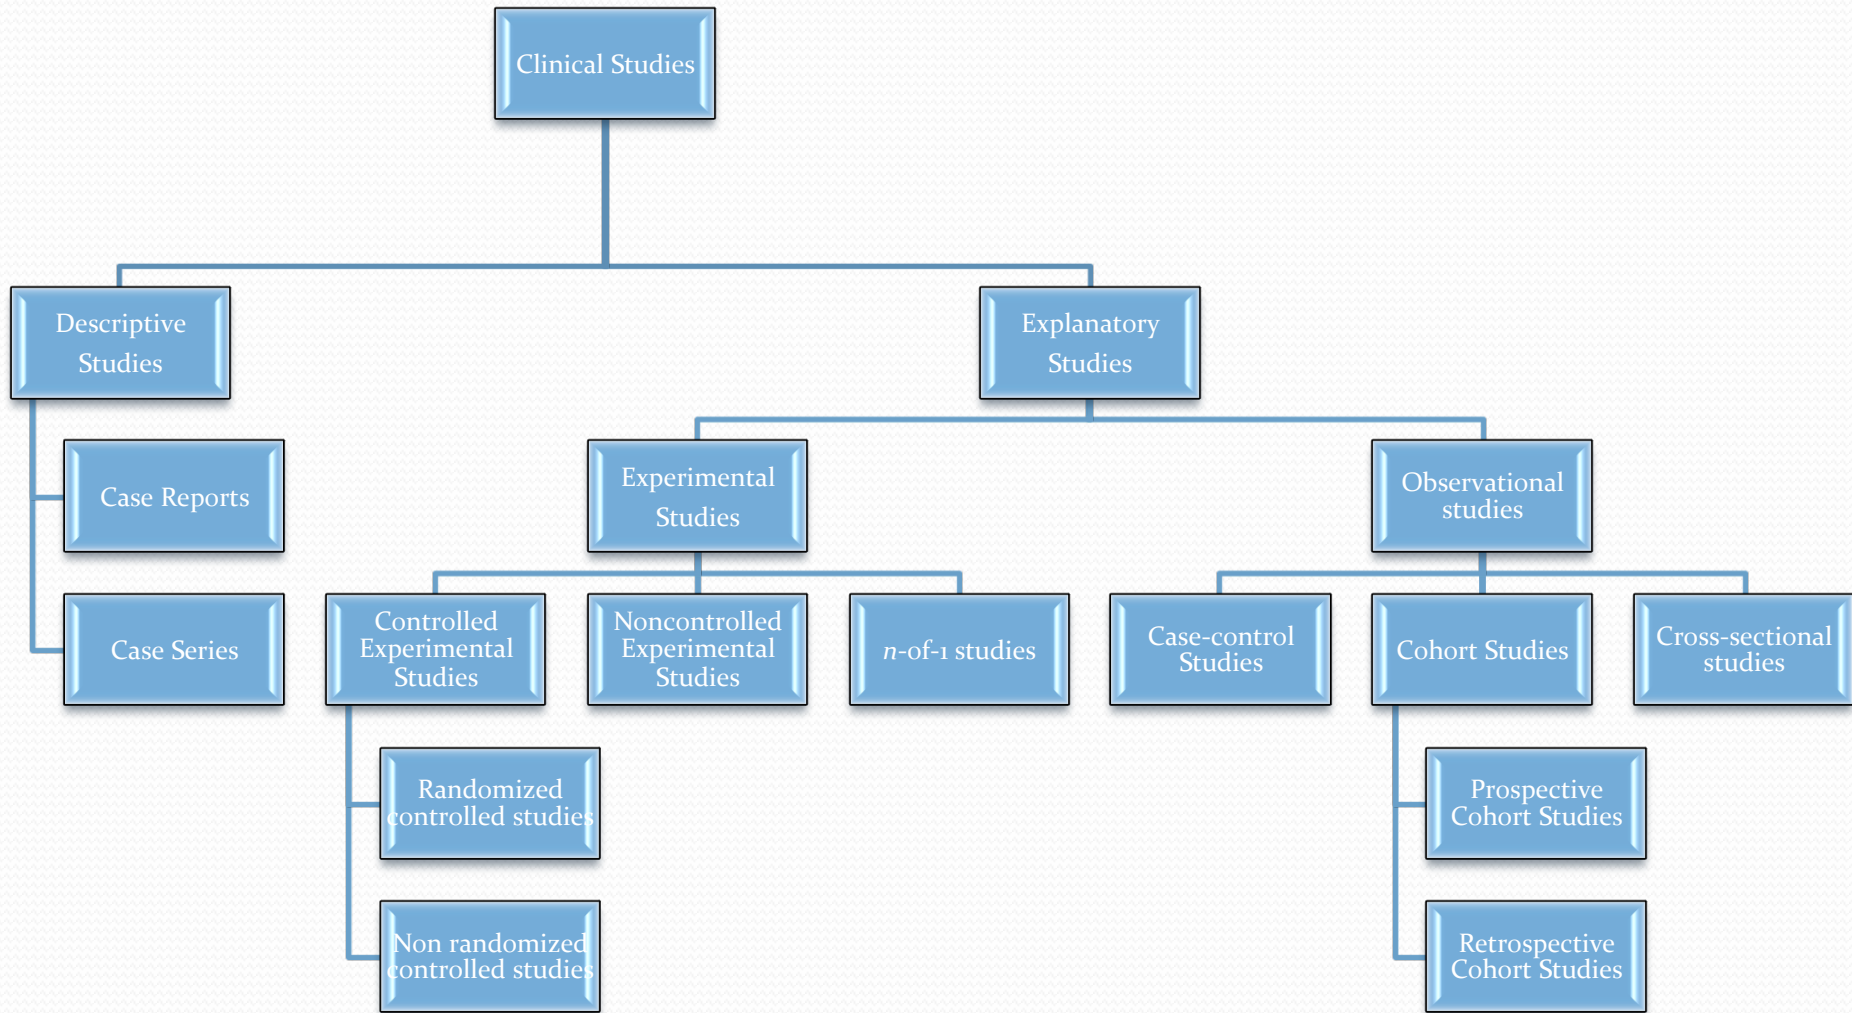 Clinical Studies
Descriptive
Studies
Explanatory
Studies
Case Reports
Experimental
Studies
Observational
studies
Case Series
Controlled
Experimental
Studies
Noncontrolled
Experimental
Studies
n-of-1 studies
Case-control
Studies
Cohort Studies
Cross-sectional
studies
Randomized
controlled studies
Prospective
Cohort Studies
Non randomized
controlled studies
Retrospective
Cohort Studies